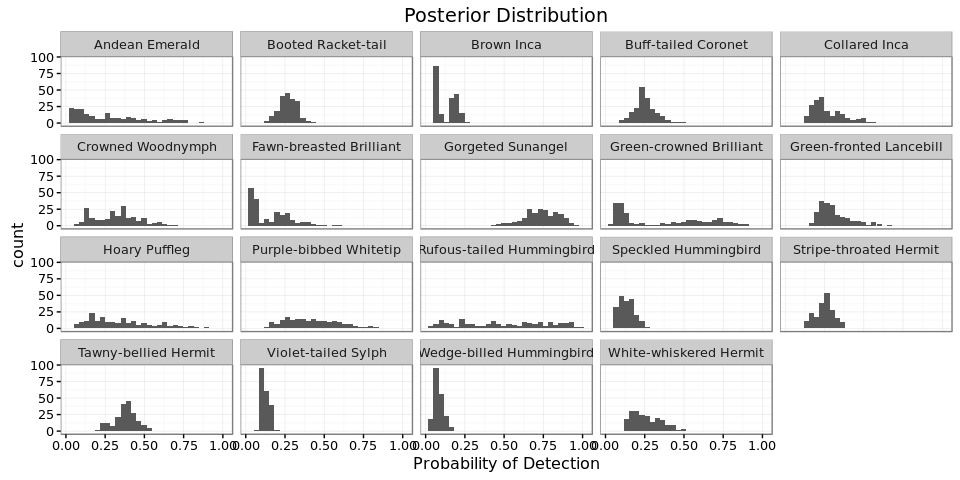 Posterior Distribution
Andean Emerald
Booted Racket-tail
Brown Inca
Buff-tailed Coronet
Collared Inca
100
75
50
25
0
Crowned Woodnymph
Fawn-breasted Brilliant
Gorgeted Sunangel
Green-crowned Brilliant
Green-fronted Lancebill
100
75
50
25
0
Hoary Puffleg
Purple-bibbed Whitetip
Rufous-tailed Hummingbird
Speckled Hummingbird
Stripe-throated Hermit
100
75
50
25
0
Tawny-bellied Hermit
Violet-tailed Sylph
Wedge-billed Hummingbird
White-whiskered Hermit
100
75
50
25
0
count
0.00 0.25 0.50 0.75 1.00 0.00 0.25 0.50 0.75 1.00 0.00 0.25 0.50 0.75 1.00 0.00 0.25 0.50 0.75 1.00
Probability of Detection